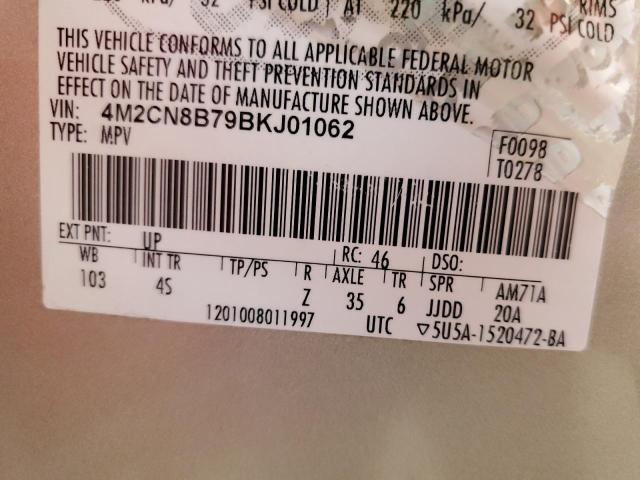 kPa/ 32 PSI COLD AT 220 kPa/ 32 PSI COLD RIMS
THIS VEHICLE CONFORMS TO ALL APPLICABLE FEDERAL MOTOR
VEHICLE SAFETY AND THEFT PREVENTION STANDARDS IN
EFFECT ON THE DATE OF MANUFACTURE SHOWN ABOVE.
VIN: 4M2CN8B79BKJ01062
TYPE: MPV
F0098
T0278
EXT PNT: UP RC: 46 DSO:
WB INT TR TP/PS R AXLE TR SPR AM71A
103 4S Z 35 6 JJDD 20A
1201008011997 UTC ▽5U5A-1520472-BA